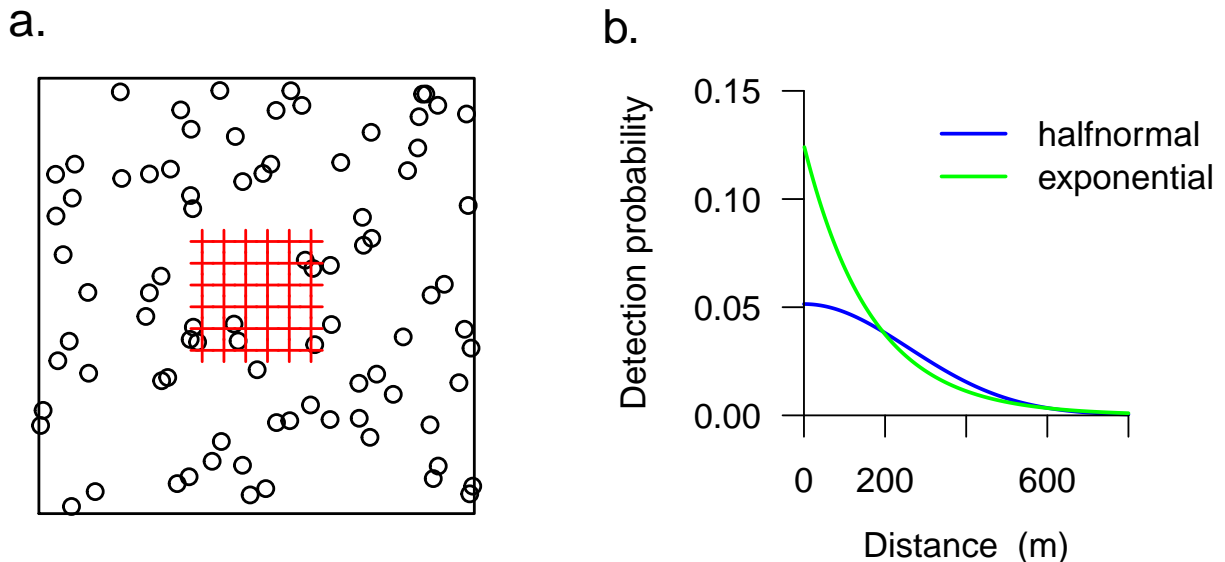 a.
b.
0.15
0.10
0.05
0.00
Detection probability
halfnormal
exponential
0
200
600
Distance (m)